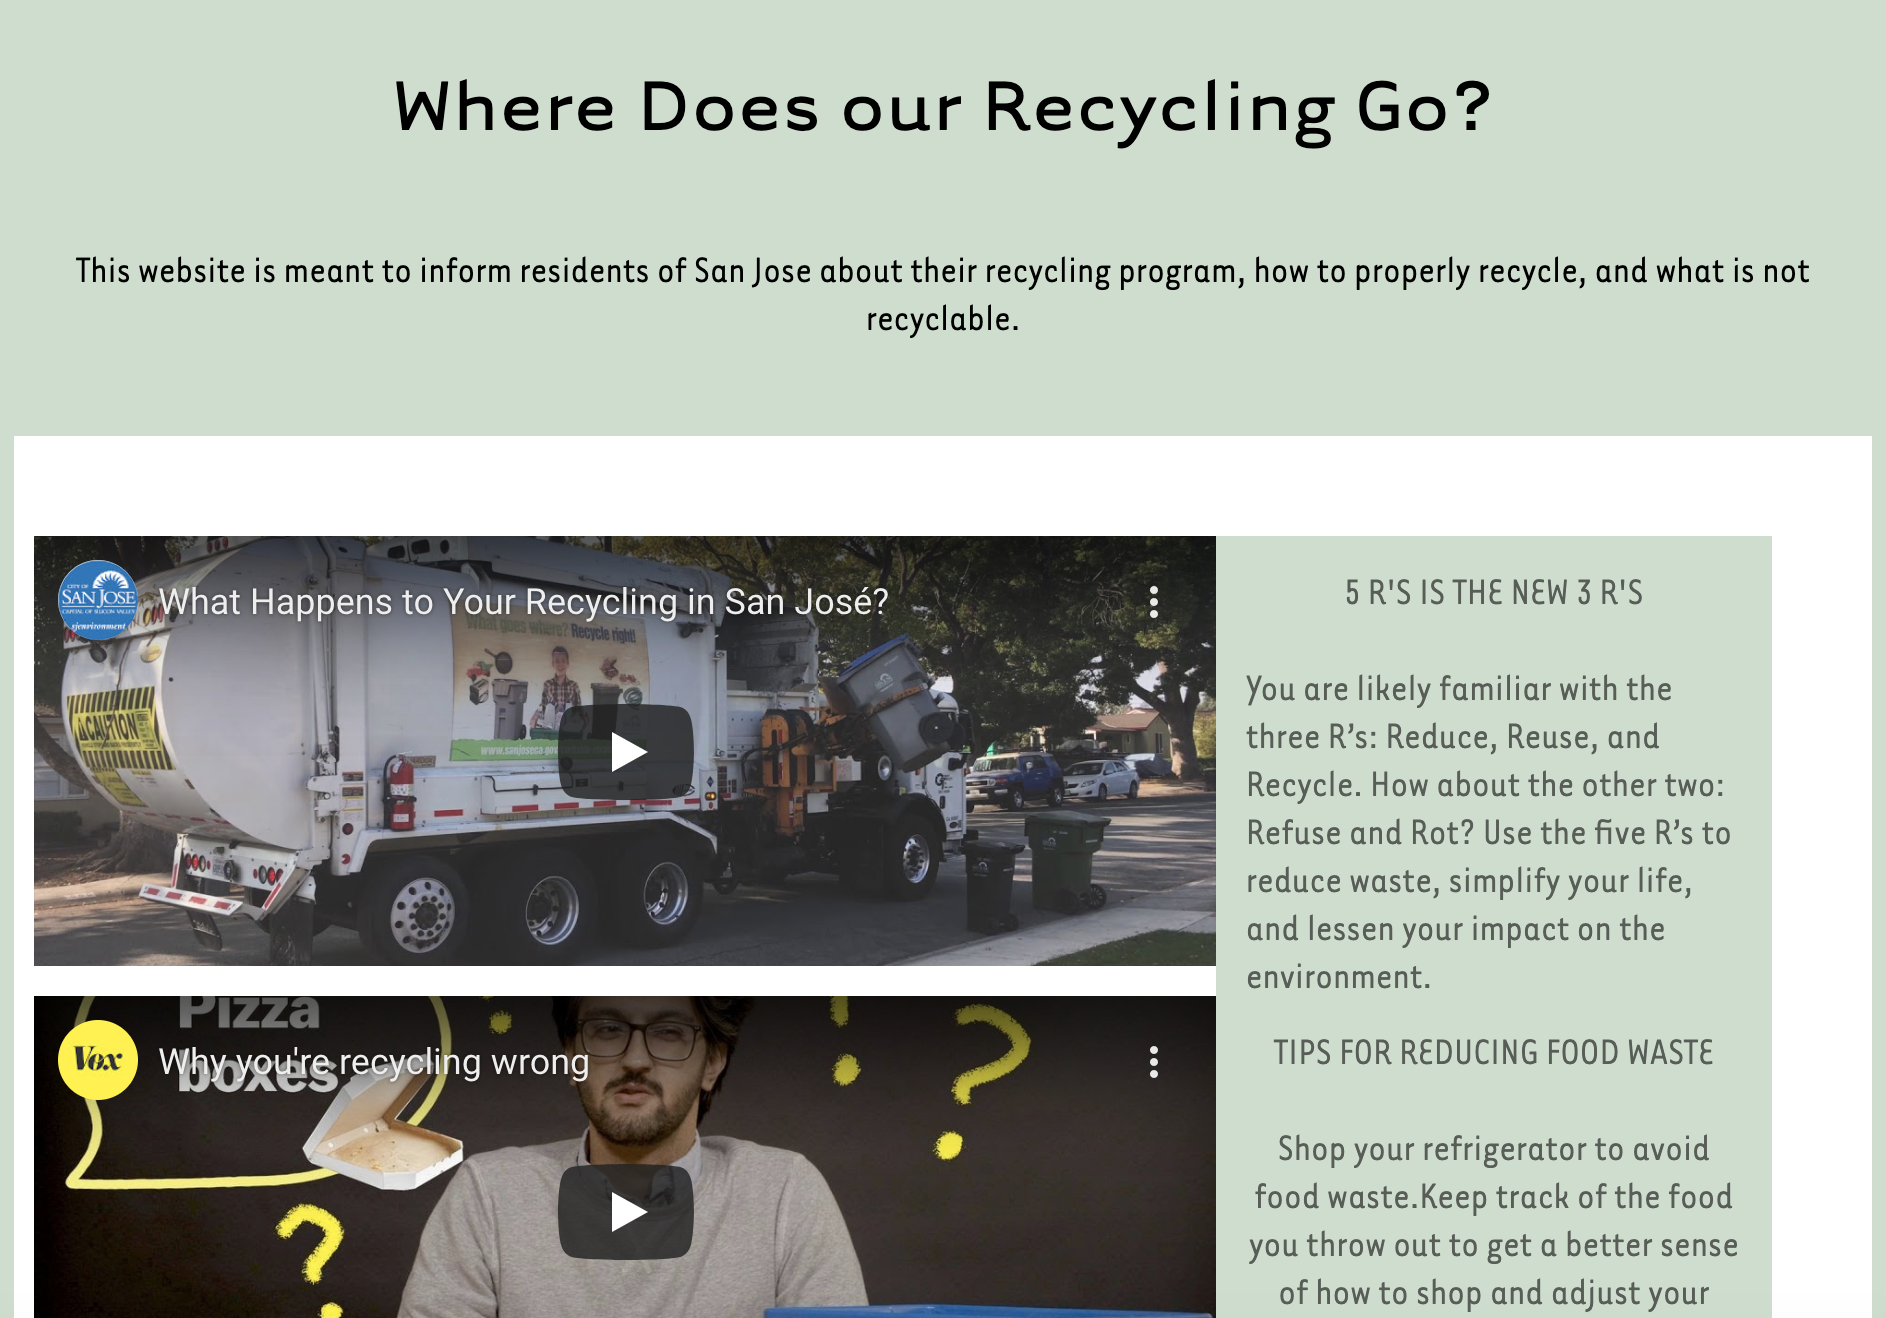 Where Does our Recycling Go?
This website is meant to inform residents of San Jose about their recycling program, how to properly recycle, and what is not
recyclable.
CITY OF
SAN JOSE
CAPITAL OF SILICON VALLEY
sjenvironment
What Happens to Your Recycling in San José?
What goes where? Recycle right!
CAUTION
www.sanjoseca.gov
5 R'S IS THE NEW 3 R'S
You are likely familiar with the
three R’s: Reduce, Reuse, and
Recycle. How about the other two:
Refuse and Rot? Use the five R’s to
reduce waste, simplify your life,
and lessen your impact on the
environment.
Pizza
boxes
Vox
Why you're recycling wrong
? ?
?
TIPS FOR REDUCING FOOD WASTE
Shop your refrigerator to avoid
food waste.Keep track of the food
you throw out to get a better sense
of how to shop and adjust your